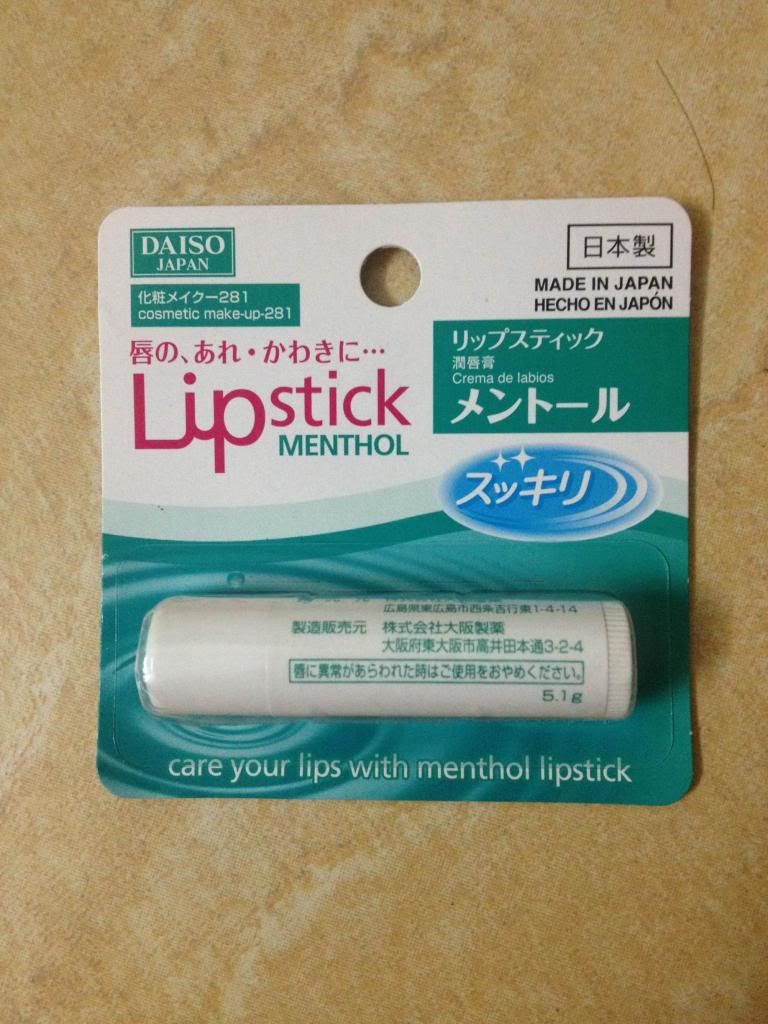 DAISO
JAPAN
日本製
化粧メイクー281
cosmetic make-up-281
MADE IN JAPAN
HECHO EN JAPÓN
唇の、あれ・かわきに…
Lipstick
MENTHOL
リップスティック
潤唇膏
Crema de labios
メントール
ズッキリ
広島県東広島市西条吉行東1-4-14
製造販売元 株式会社大阪製薬
大阪府東大阪市高井田本通3-2-4
唇に異常があらわれた時はご使用をおやめください。
5.1g
care your lips with menthol lipstick